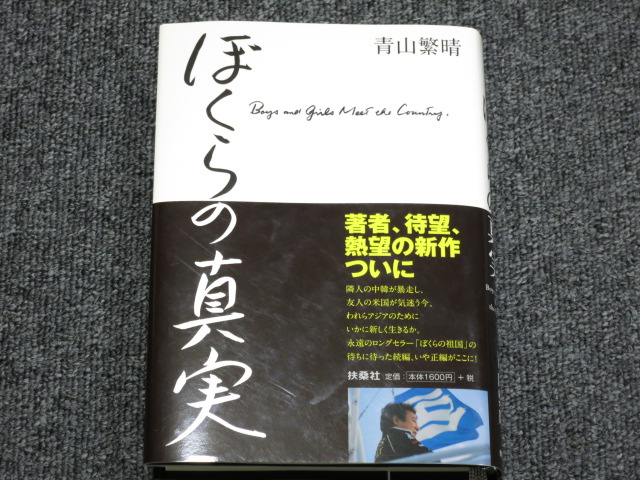 青山繁晴
ぼくらの真実
Boys and Girls Meet the Country.
著者、待望、
熱望の新作
ついに
隣人の中韓が暴走し、
友人の米国が気迷う今、
われらアジアのために
いかに新しく生きるか。
永遠のロングセラー「ぼくらの祖国」の
待ちに待った続編、いや正編がここに!
扶桑社 定価:本体1600円+税